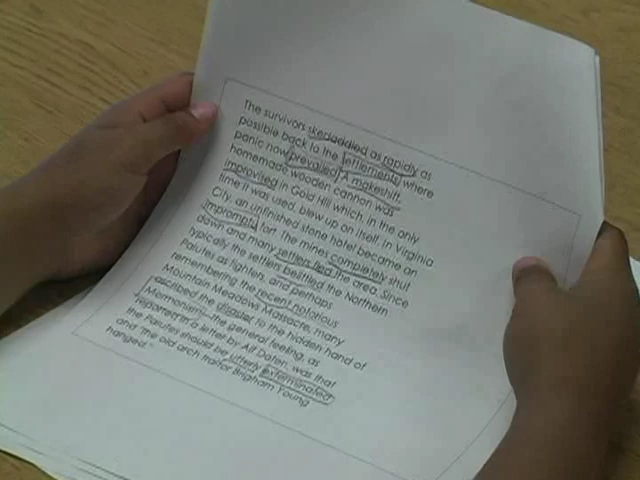 The survivors skedaddled as rapidly as
possible back to the settlements where
panic now prevailed. A makeshift,
homemade wooden cannon was
improvised in Gold Hill which, in the only
time it was used, blew up on itself. In Virginia
City, an unfinished stone hotel became an
impromptu fort. The mines completely shut
down and many settlers fled the area. Since
typically the settlers belittled the Northern
Paiutes as fighters, and perhaps
remembering the recent notorious
Mountain Meadows Massacre, many
ascribed the disaster to the hidden hand of
Mormonism—the general feeling, as
reported in a letter by Alf Doten, was that
the Paiutes should be utterly exterminated
and "the old arch traitor Brigham Young
hanged."